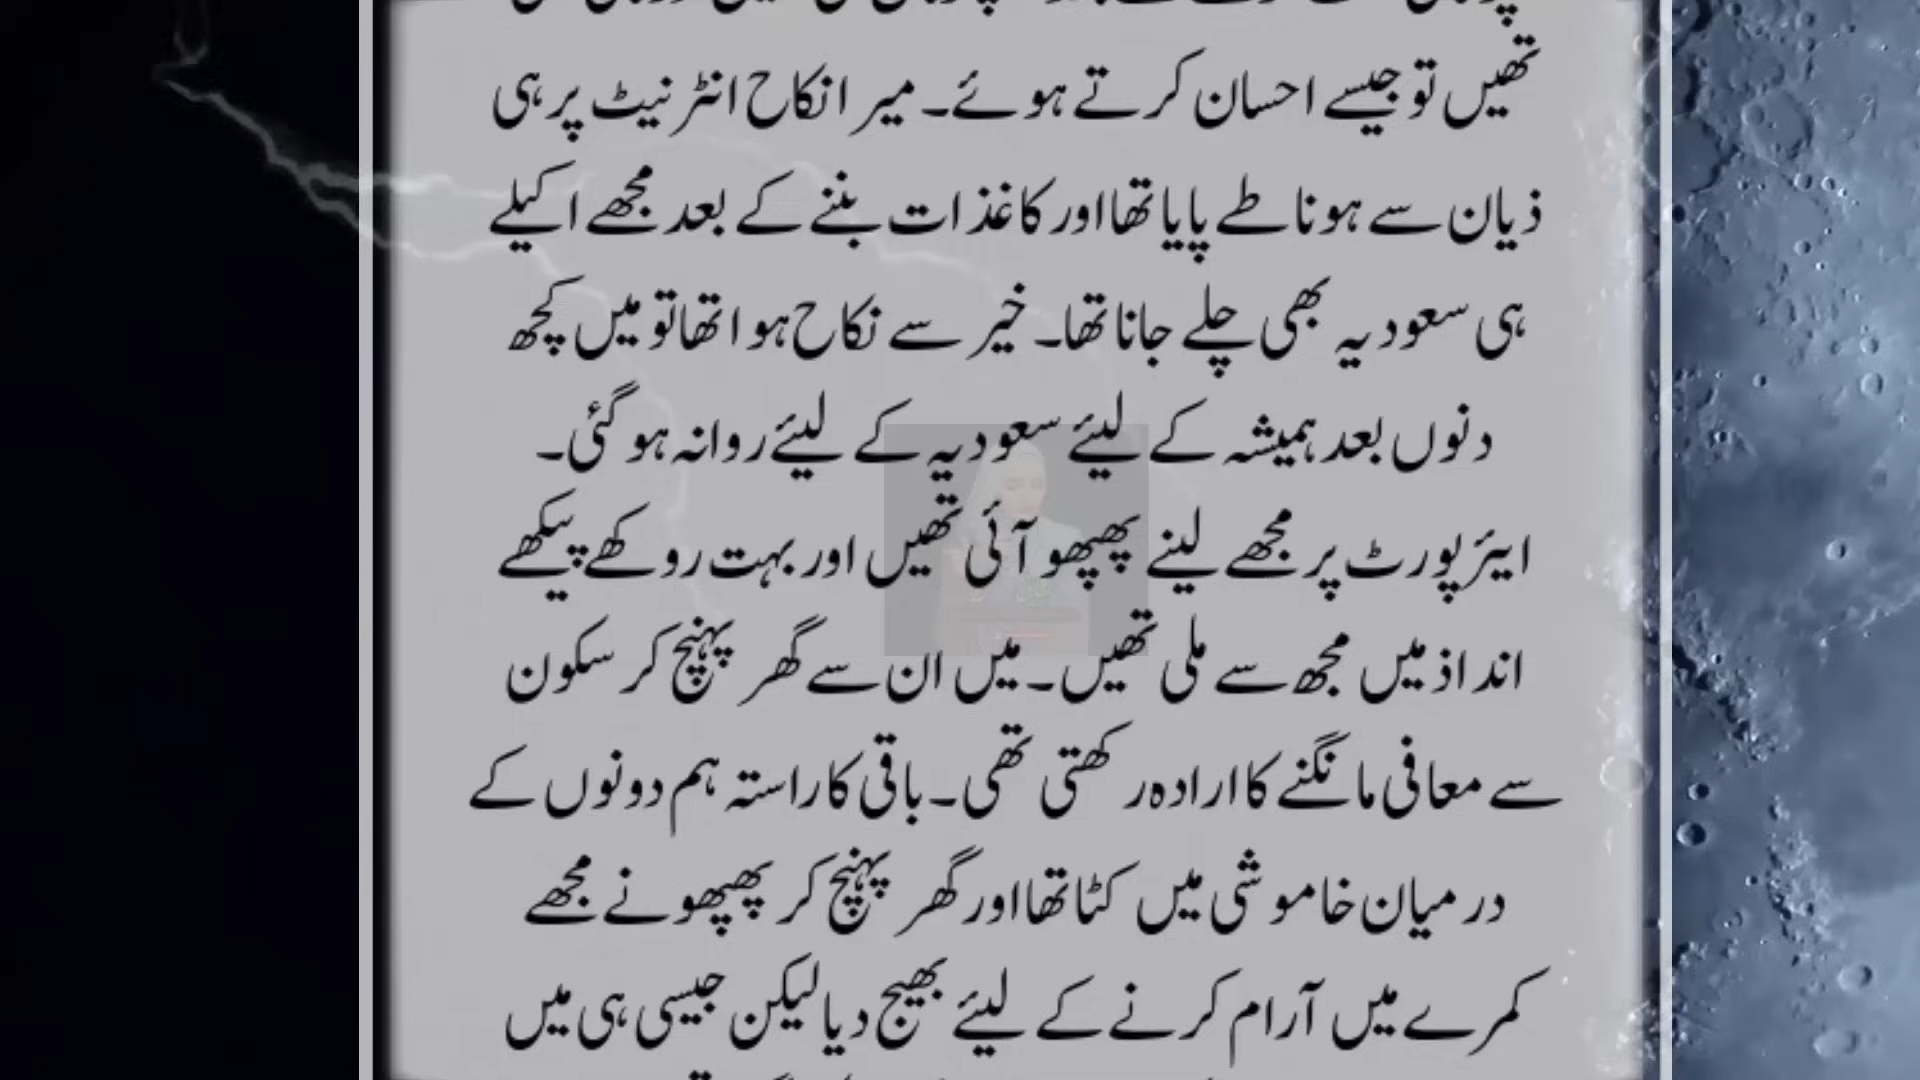 تھیں تو جیسے احسان کرتے ہوئے۔ میرا نکاح انٹرنیٹ پر ہی
ذیان سے ہونا طے پایا تھا اور کاغذات بننے کے بعد مجھے اکیلے
ہی سعودیہ بھی چلے جانا تھا۔ خیر سے نکاح ہوا تھا تو میں کچھ
دنوں بعد ہمیشہ کے لیئے سعودیہ کے لیئے روانہ ہو گئی۔
ایئرپورٹ پر مجھے لینے پھپھو آئی تھیں اور بہت روکھے پھیکے
انداذ میں مجھ سے ملی تھیں۔ میں ان سے گھر پہنچ کر سکون
سے معافی مانگنے کا ارادہ رکھتی تھی۔ باقی کا راستہ ہم دونوں کے
درمیان خاموشی میں کٹا تھا اور گھر پہنچ کر پھپھو نے مجھے
کمرے میں آرام کرنے کے لیئے بھیج دیا لیکن جیسی ہی میں